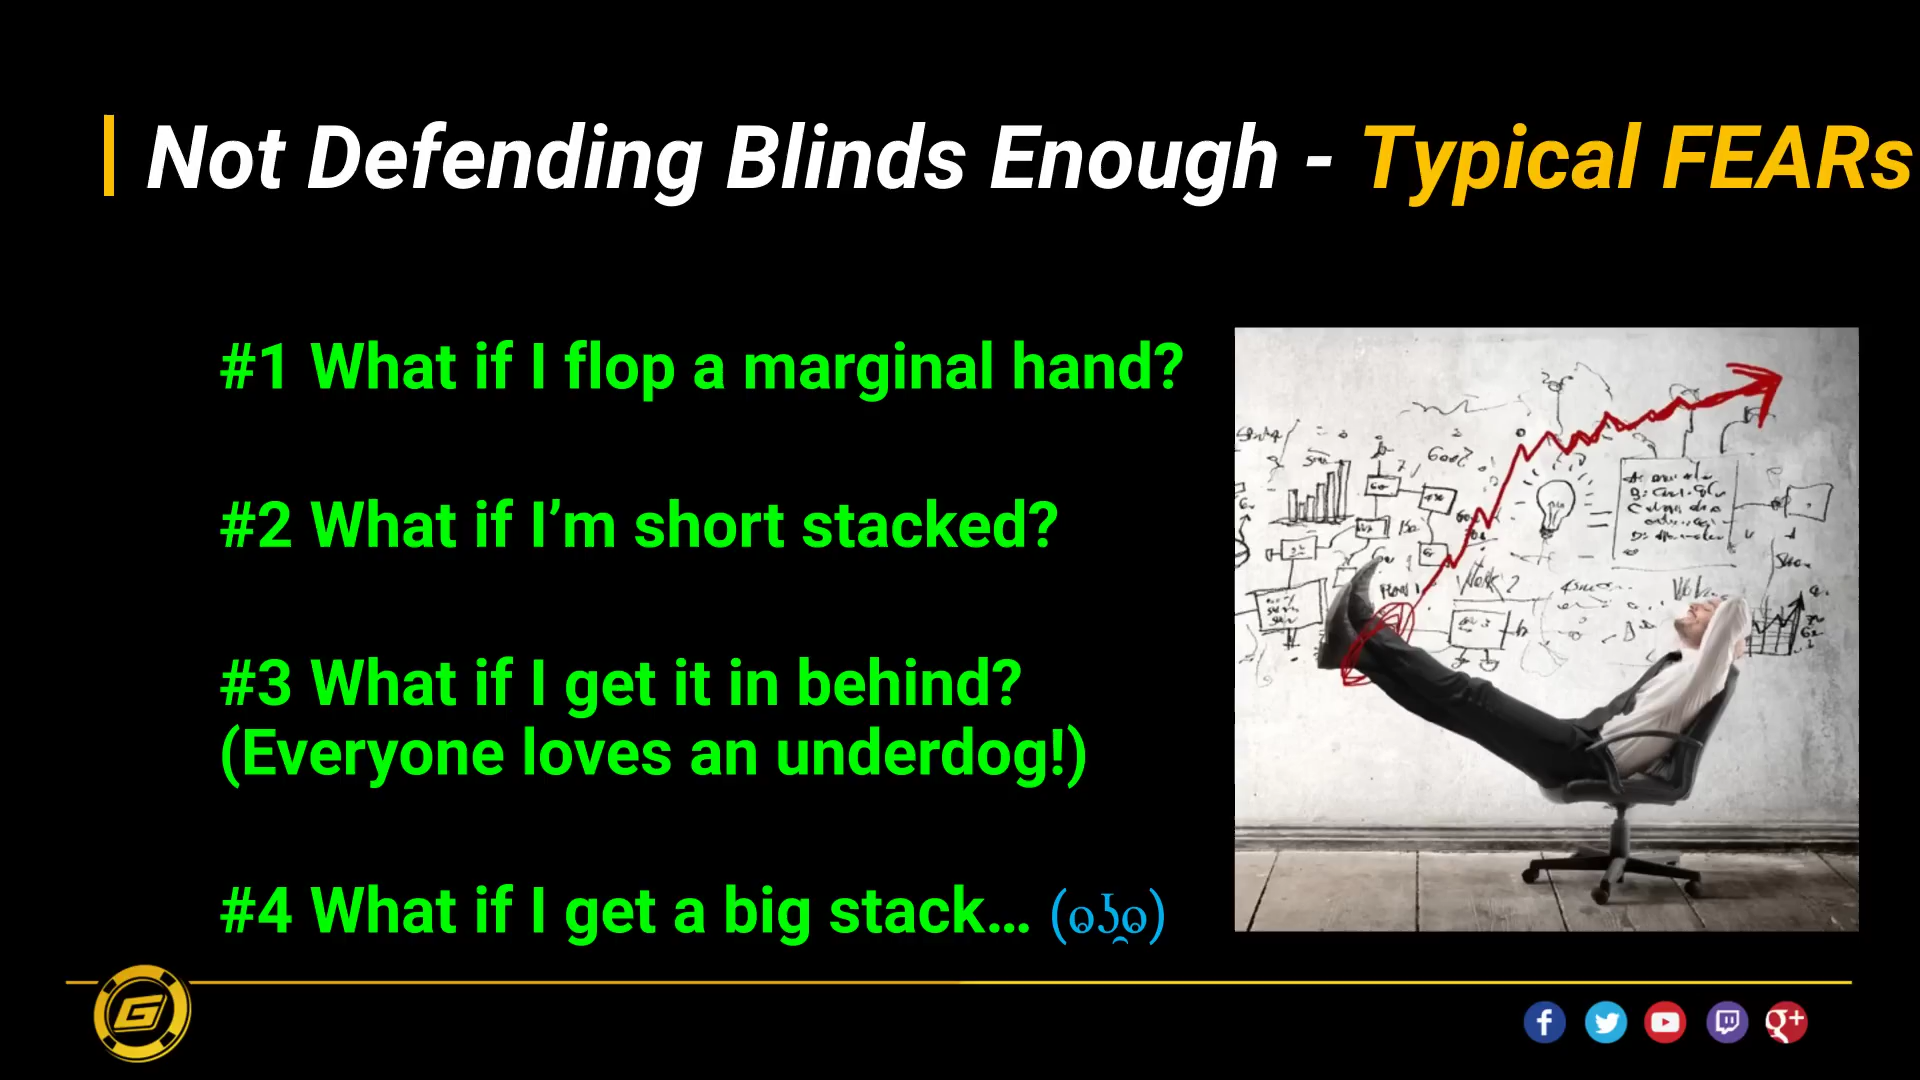 Not Defending Blinds Enough - Typical FEARs
#1 What if I flop a marginal hand?
#2 What if I’m short stacked?
#3 What if I get it in behind?
(Everyone loves an underdog!)
#4 What if I get a big stack…